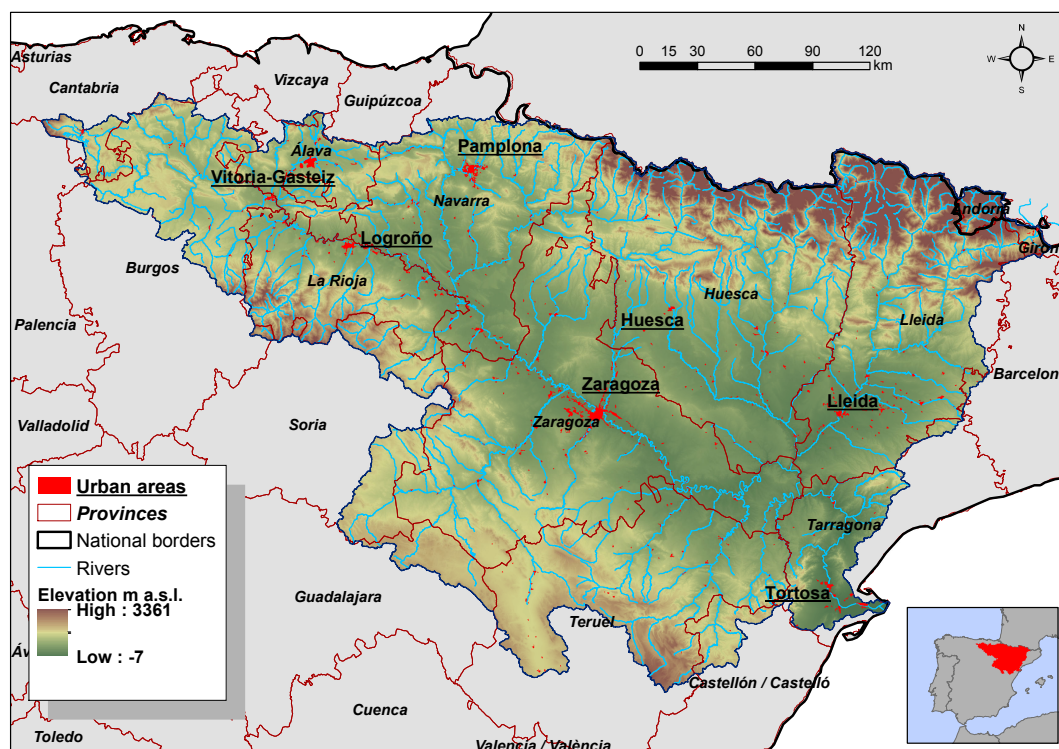 Asturias
Cantabria
Vizcaya
Guipúzcoa
0 15 30 60 90 120
km
N
W E
S
Álava
Pamplona
Vitoria-Gasteiz
Navarra
Andorra
Logroño
Giron
Burgos
La Rioja
Huesca
Palencia
Huesca
Lleida
Barcelon
Zaragoza
Lleida
Valladolid
Soria
Zaragoza
Urban areas
Provinces
National borders
Rivers
Elevation m a.s.l.
High : 3361
Low : -7
Tarragona
Guadalajara
Tortosa
Teruel
Áv
Castellón / Castelló
Cuenca
Toledo
Valencia / València